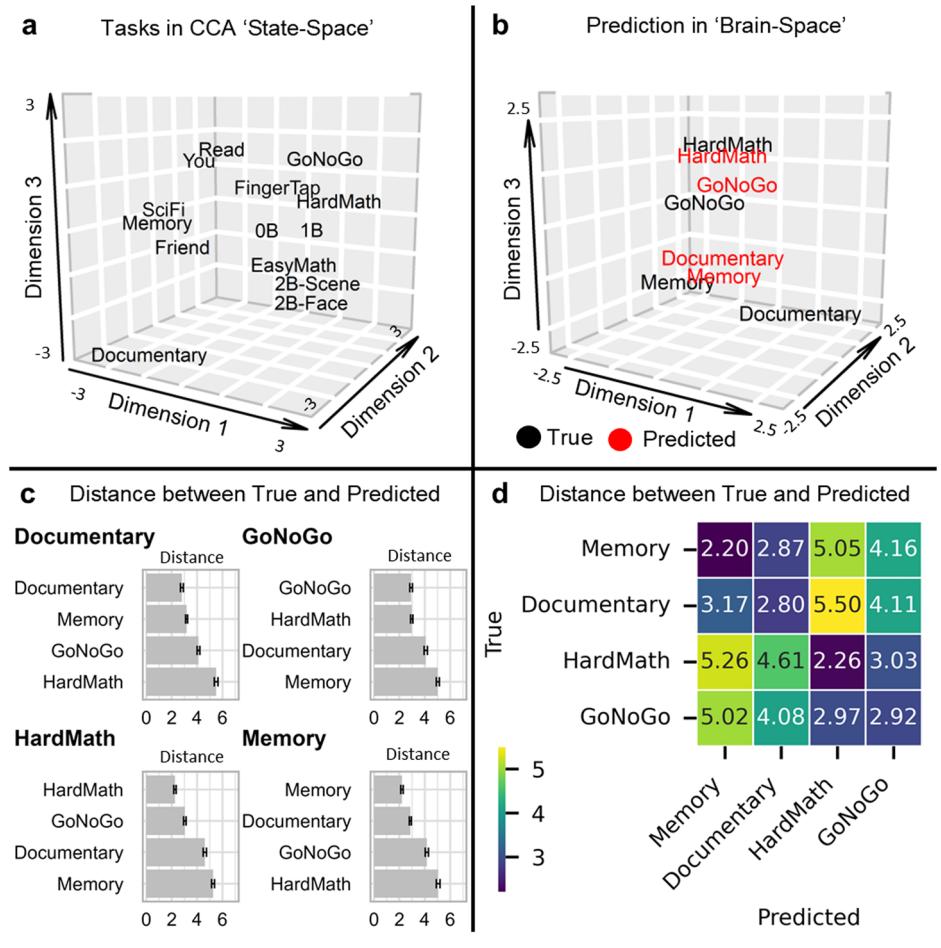 a Tasks in CCA ‘State-Space’
3
Read
You
GoNoGo
FingerTap
HardMath
SciFi
Memory
0B 1B
Friend
EasyMath
2B-Scene
2B-Face
Documentary
Dimension 3
-3
-3
Dimension 1
3
-3
Dimension 2
3
b Prediction in ‘Brain-Space’
2.5
HardMath
HardMath
GoNoGo
GoNoGo
Documentary
Memory
Memory
Documentary
Dimension 3
-2.5
-2.5
Dimension 1
2.5
-2.5
Dimension 2
2.5
True Predicted
c Distance between True and Predicted
Documentary
Distance
Documentary
Memory
GoNoGo
HardMath
0 2 4 6
GoNoGo
Distance
GoNoGo
HardMath
Documentary
Memory
0 2 4 6
HardMath
Distance
HardMath
GoNoGo
Documentary
Memory
0 2 4 6
Memory
Distance
Memory
Documentary
GoNoGo
HardMath
0 2 4 6
d Distance between True and Predicted
True
Memory 2.20 2.87 5.05 4.16
Documentary 3.17 2.80 5.50 4.11
HardMath 5.26 4.61 2.26 3.03
GoNoGo 5.02 4.08 2.97 2.92
Memory Documentary HardMath GoNoGo
Predicted
5
4
3